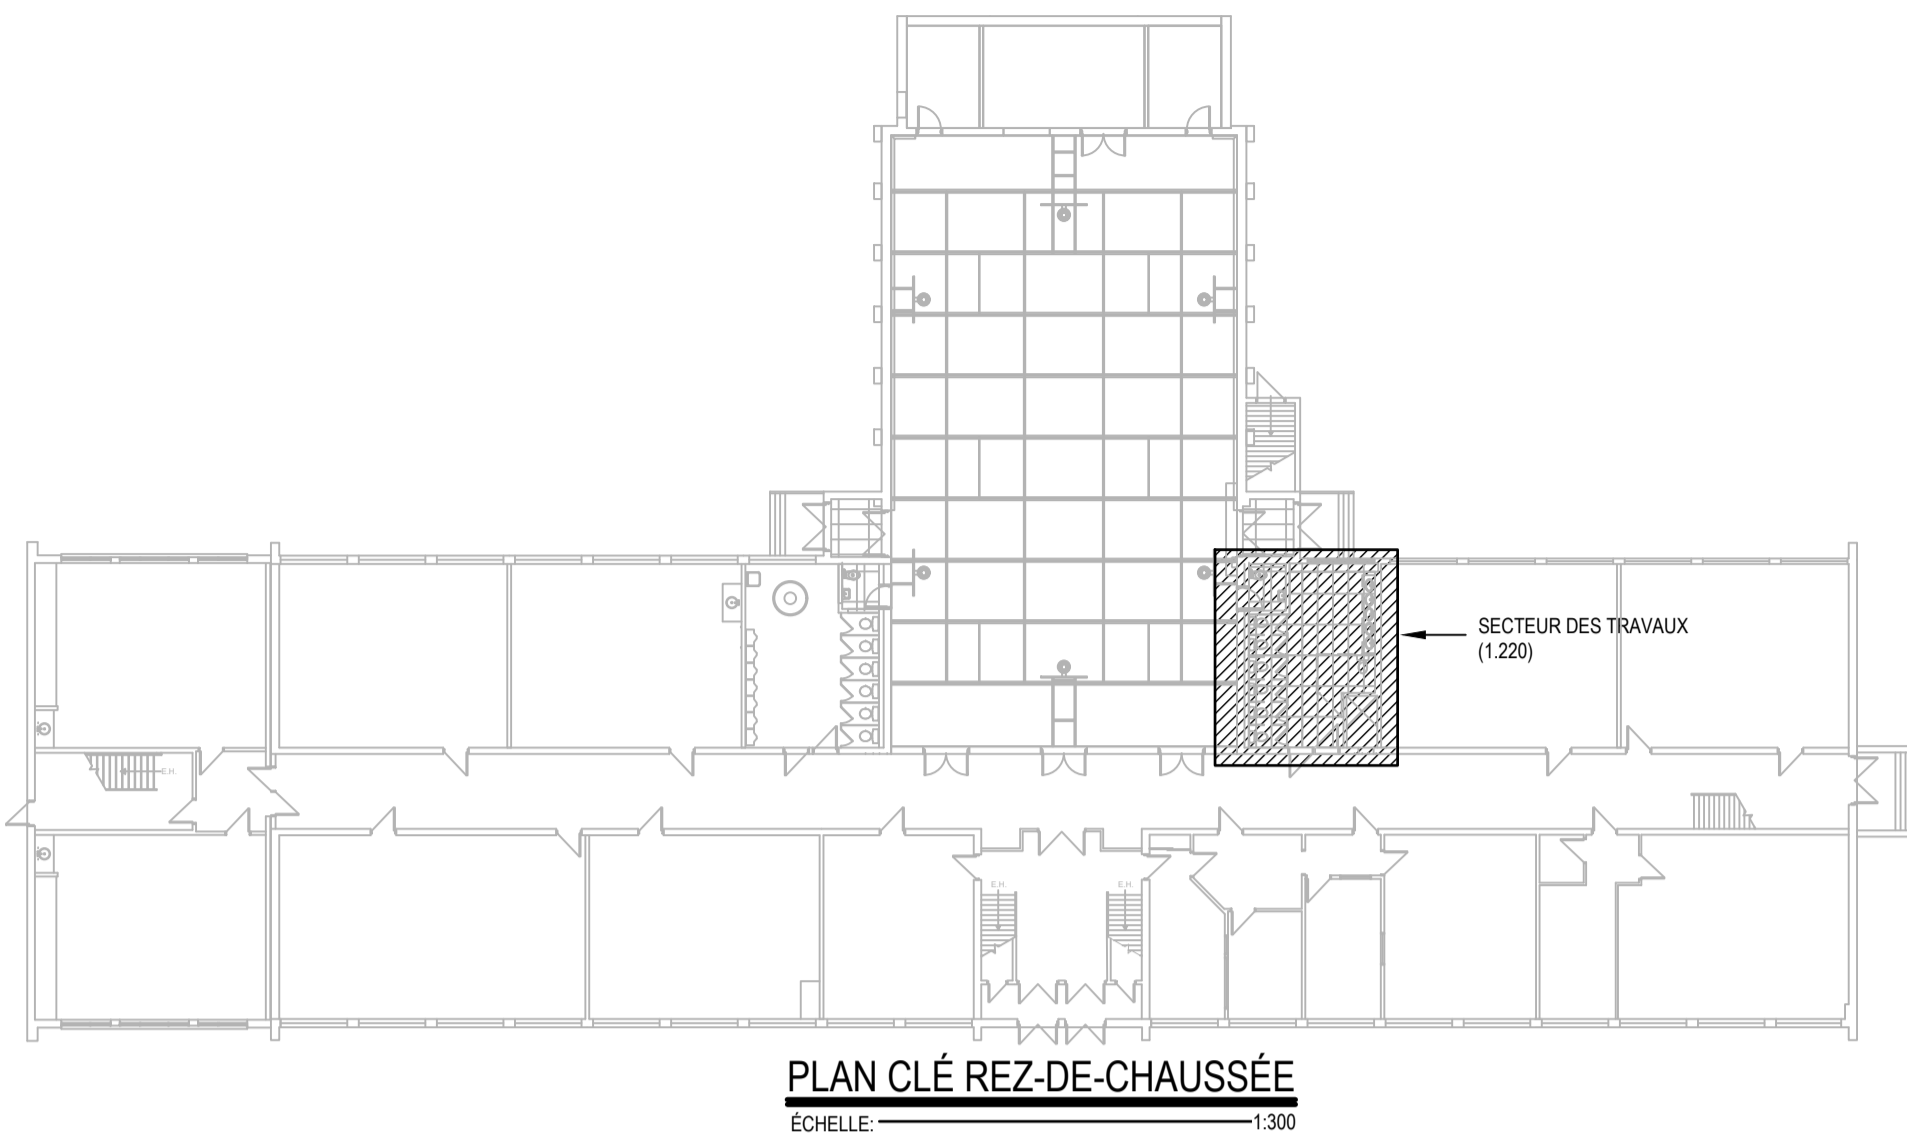 SECTEUR DES TRAVAUX
(1.220)
E.H.
E.H.
E.H.
PLAN CLÉ REZ-DE-CHAUSSÉE
ÉCHELLE: 1:300